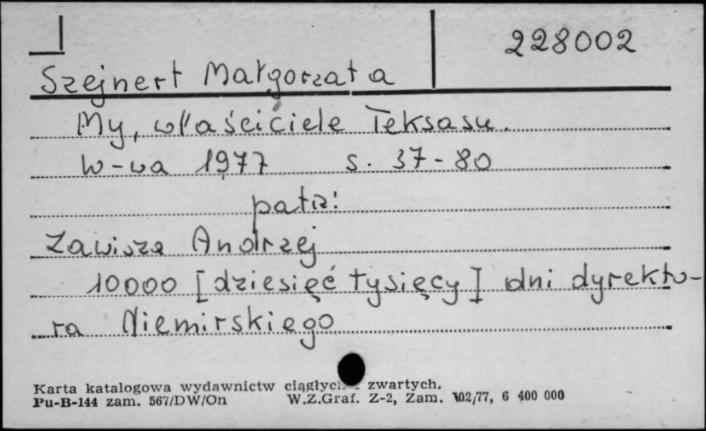 228002
Szejnert Małgorzata
My, właściciele Teksasu.
W-wa 1977 s. 37-80
patrz:
Zawisza Andrzej
10000 [dziesięć tysięcy] dni dyrekto-
ra Niemirskiego
Karta katalogowa wydawnictw ciągłych i zwartych.
Pu-B-144 zam. 567/DW/On W.Z.Graf. Z-2, Zam. 102/77, 6 400 000